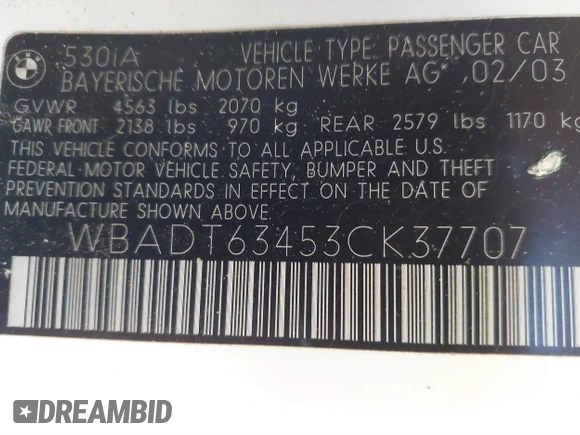 530iA VEHICLE TYPE: PASSENGER CAR
BAYERISCHE MOTOREN WERKE AG 02/03
GVWR 4563 lbs 2070 kg
GAWR FRONT 2138 lbs 970 kg REAR 2579 lbs 1170 kg
THIS VEHICLE CONFORMS TO ALL APPLICABLE U.S.
FEDERAL MOTOR VEHICLE SAFETY, BUMPER AND THEFT
PREVENTION STANDARDS IN EFFECT ON THE DATE OF
MANUFACTURE SHOWN ABOVE.
WBADT63453CK37707
DREAMBID